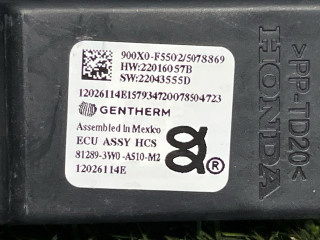 900X0-F5502/5078869
HW:22016057B
SW:22043555D
12026114E157934720078504723
GENTHERM
Assembled in Mexico
ECU ASSY HCS
81289-3W0-A510-M2
12026114E
®
>PP-TD20<
HONDA